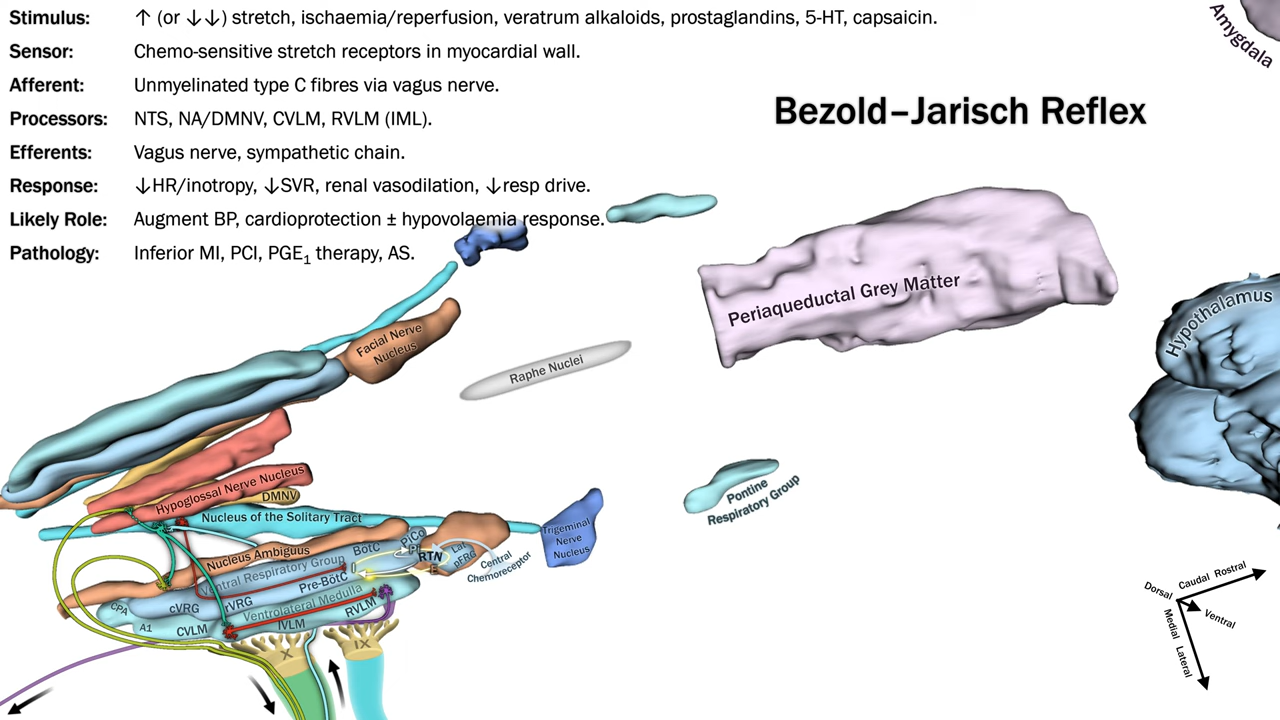 Stimulus: ↑ (or ↓↓) stretch, ischaemia/reperfusion, veratrum alkaloids, prostaglandins, 5-HT, capsaicin.
Sensor: Chemo-sensitive stretch receptors in myocardial wall.
Afferent: Unmyelinated type C fibres via vagus nerve.
Processors: NTS, NA/DMNV, CVLM, RVLM (IML).
Efferents: Vagus nerve, sympathetic chain.
Response: ↓HR/inotropy, ↓SVR, renal vasodilation, ↓resp drive.
Likely Role: Augment BP, cardioprotection ± hypovolaemia response.
Pathology: Inferior MI, PCI, PGE1 therapy, AS.
Amygdala
Bezold–Jarisch Reflex
Periaqueductal Grey Matter
Hypothalamus
Facial Nerve
Nucleus
Raphe Nuclei
Hypoglossal Nerve Nucleus
DMNV
Nucleus of the Solitary Tract
Pontine
Respiratory Group
Trigeminal
Nerve
Nucleus
Nucleus Ambiguus
BötC
PiCo
RTN
Lat
pFRG
Central
Chemoreceptor
Ventral Respiratory Group
Pre-BötC
CPA
cVRG
rVRG
Ventrolateral Medulla
A1
CVLM
IVLM
RVLM
X
IX
Dorsal
Caudal Rostral
Ventral
Medial Lateral